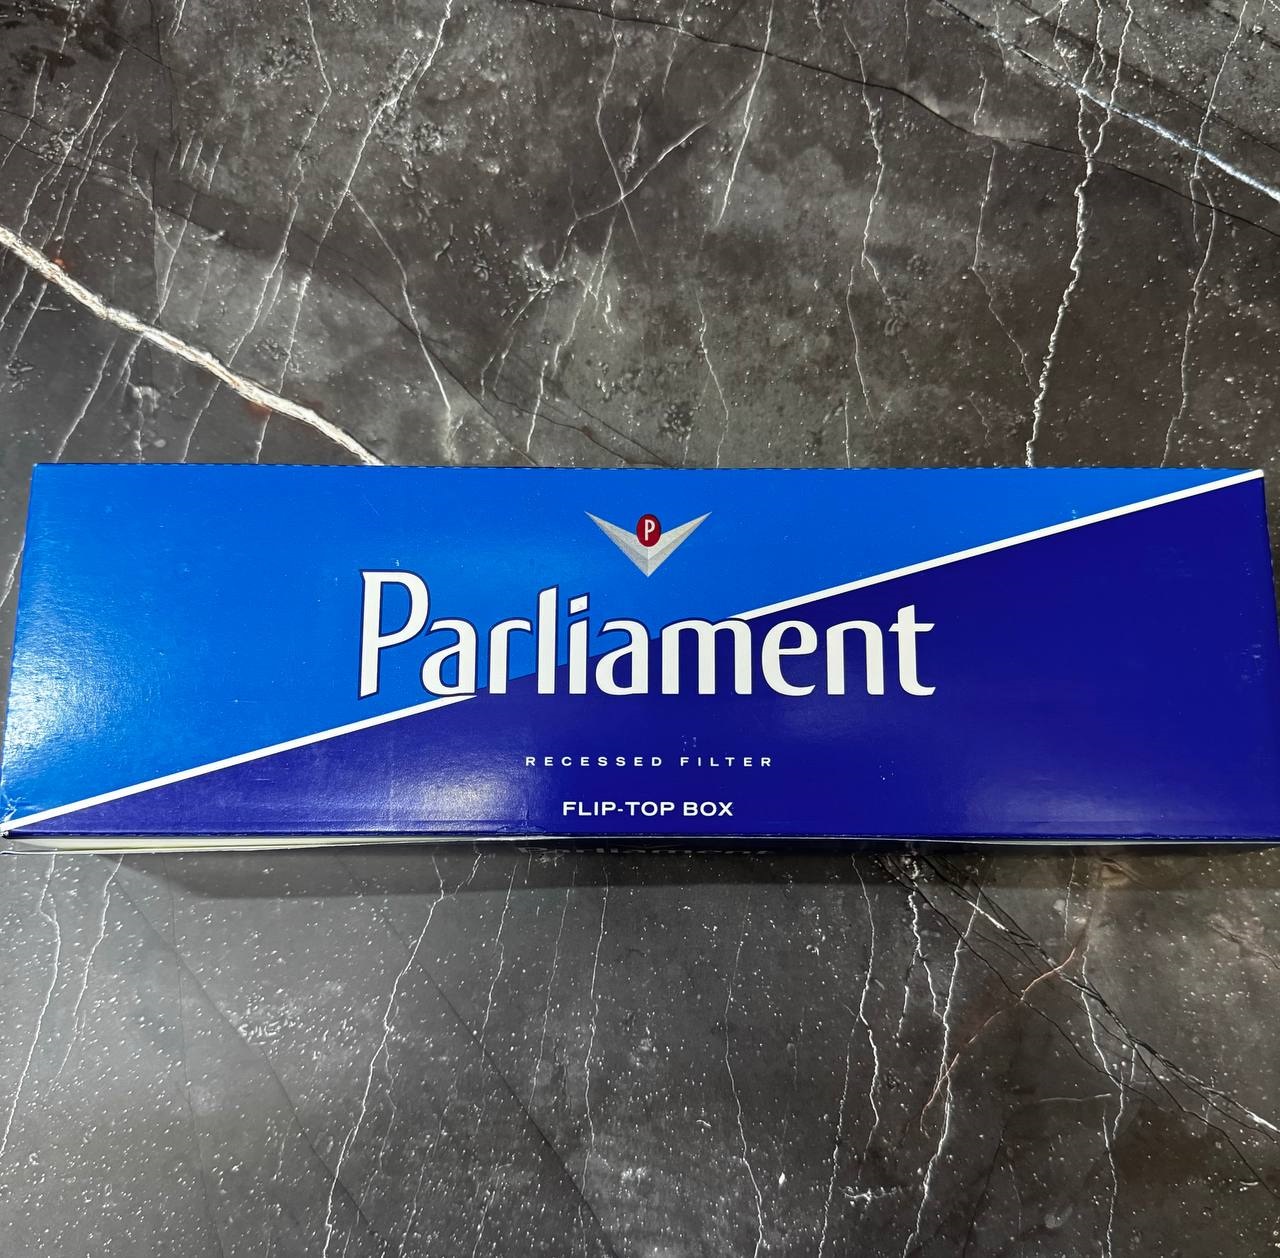 P
Parliament
RECESSED FILTER
FLIP-TOP BOX